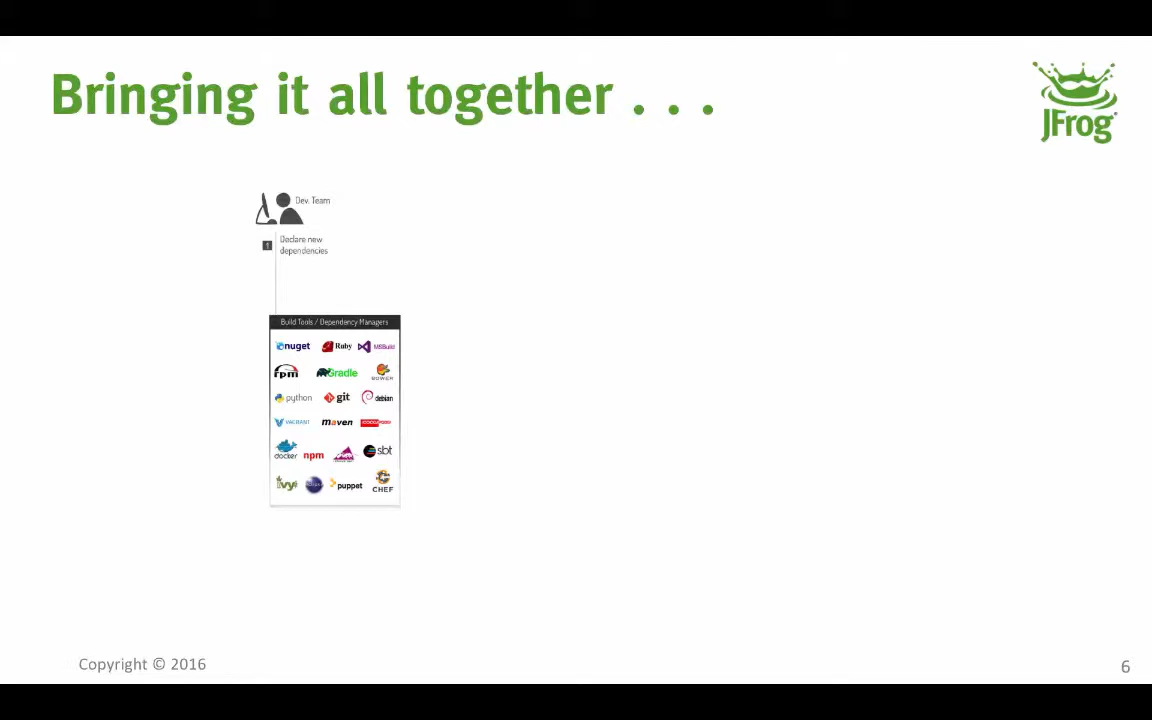 Bringing it all together . . .
JFrog
Dev. Team
1
Declare new
dependencies
Build Tools / Dependency Managers
nuget Ruby MSBuild
rpm Gradle BOWER
python git debian
VAGRANT maven
docker npm sbt
ivy puppet CHEF
Copyright © 2016
6